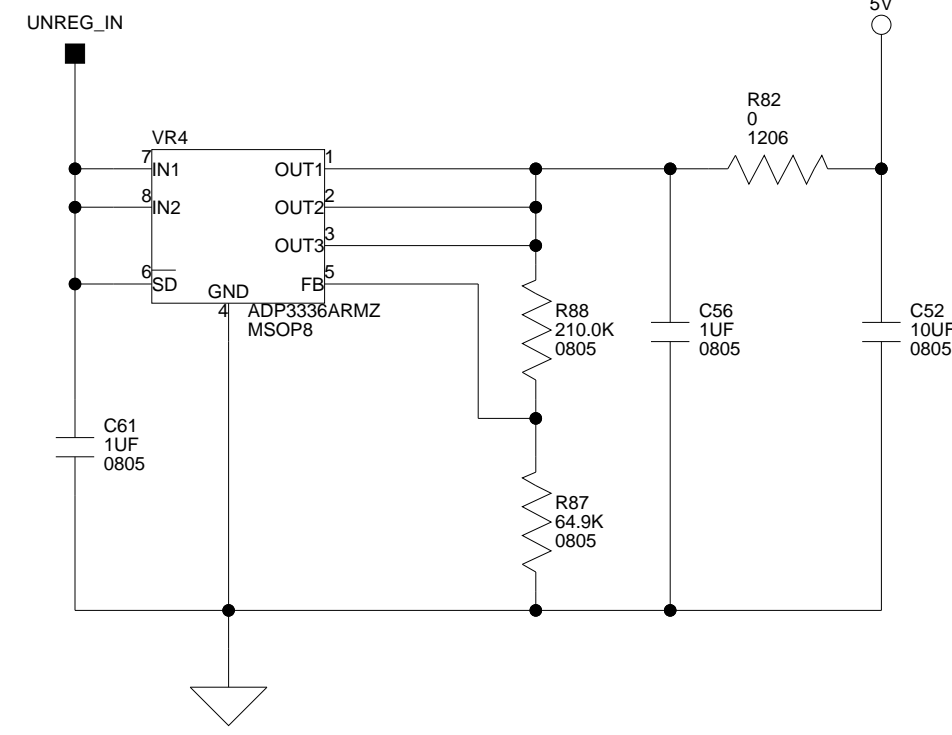 UNREG_IN
5V
R82
0
1206
VR4
7
IN1
OUT1
1
8
IN2
OUT2
2
OUT3
3
6
SD
GND
FB
5
4
ADP3336ARMZ
MSOP8
R88
210.0K
0805
C56
1UF
0805
C52
10UF
0805
C61
1UF
0805
R87
64.9K
0805